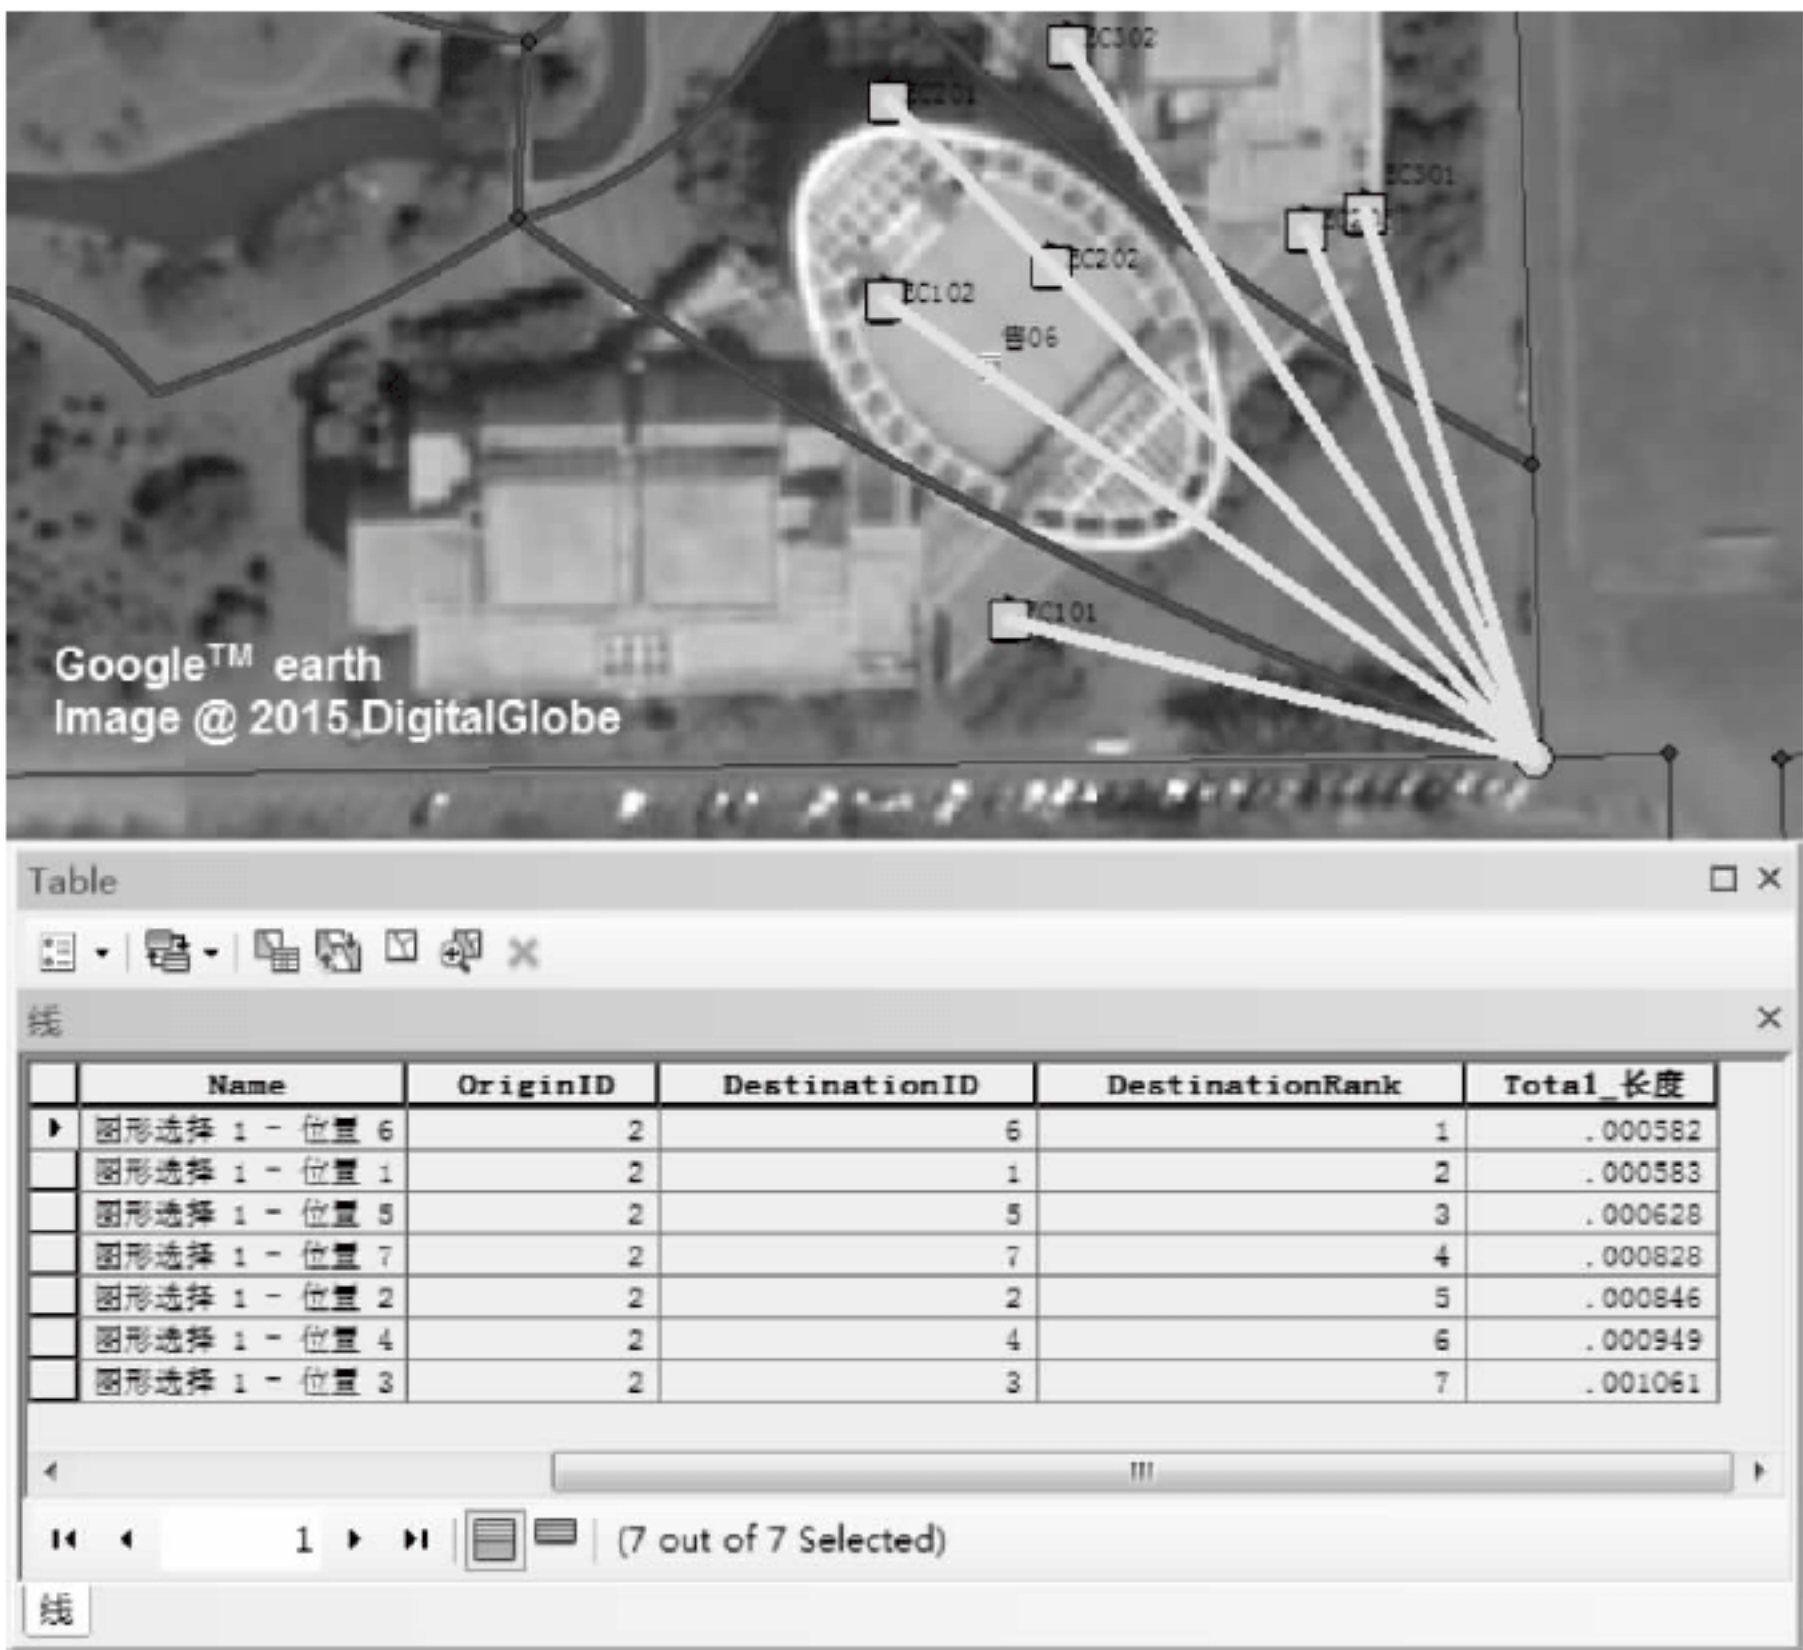 EC302
EC201
EC301
EC202
EC102
售06
EC101
Google™ earth
Image @ 2015 DigitalGlobe
Table
线
Name OriginID DestinationID DestinationRank Total_长度
图形选择 1 - 位置 6 2 6 1 .000582
图形选择 1 - 位置 1 2 1 2 .000583
图形选择 1 - 位置 5 2 5 3 .000628
图形选择 1 - 位置 7 2 7 4 .000828
图形选择 1 - 位置 2 2 2 5 .000846
图形选择 1 - 位置 4 2 4 6 .000949
图形选择 1 - 位置 3 2 3 7 .001061
1 (7 out of 7 Selected)
线